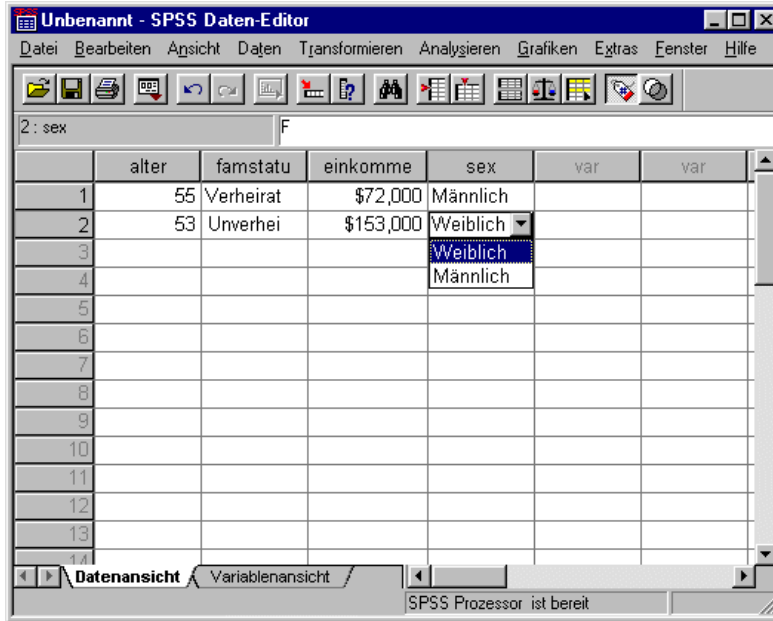 Unbenannt - SPSS Daten-Editor
Datei Bearbeiten Ansicht Daten Transformieren Analysieren Grafiken Extras Fenster Hilfe
2 : sex F
alter famstatu einkomme sex var var
1 55 Verheirat $72,000 Männlich
2 53 Unverhei $153,000 Weiblich
3 Weiblich
4 Männlich
5
6
7
8
9
10
11
12
13
14
Datenansicht Variablenansicht
SPSS Prozessor ist bereit